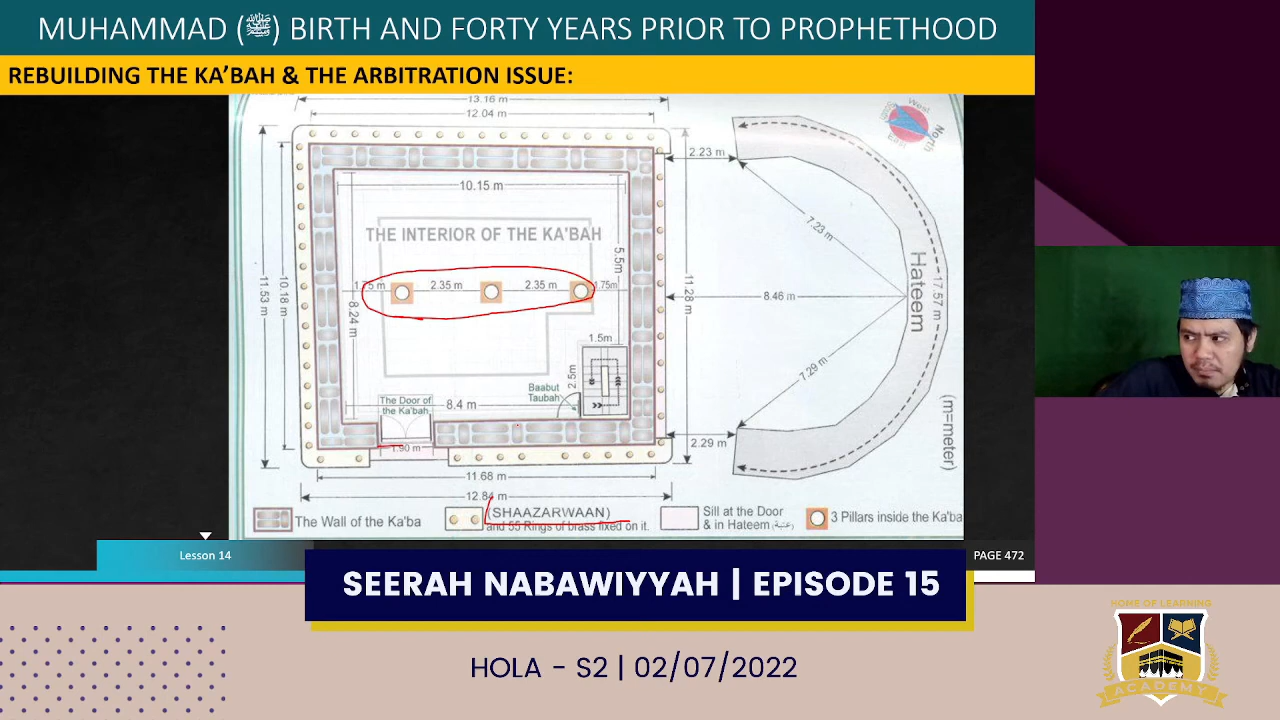 MUHAMMAD (ﷺ) BIRTH AND FORTY YEARS PRIOR TO PROPHETHOOD
REBUILDING THE KA'BAH & THE ARBITRATION ISSUE:
13.16 m
12.04 m
West
North
East
2.23 m
10.15 m
7.23 m
THE INTERIOR OF THE KA'BAH
5.5m
11.53 m
10.18 m
8.24 m
1.75 m
2.35 m
2.35 m
1.75m
11.28 m
8.46 m
Hateem
17.57 m
1.5m
2.5m
7.29 m
Baabut
Taubah
The Door of
the Ka'bah
8.4 m
1.90 m
2.29 m
(m=meter)
11.68 m
12.84 m
The Wall of the Ka'ba
(SHAAZARWAAN)
and 55 Rings of brass fixed on it.
Sill at the Door
& in Hateem (عتبة)
3 Pillars inside the Ka'ba
Lesson 14
PAGE 472
SEERAH NABAWIYYAH | EPISODE 15
HOLA - S2 | 02/07/2022
HOME OF LEARNING
ACADEMY